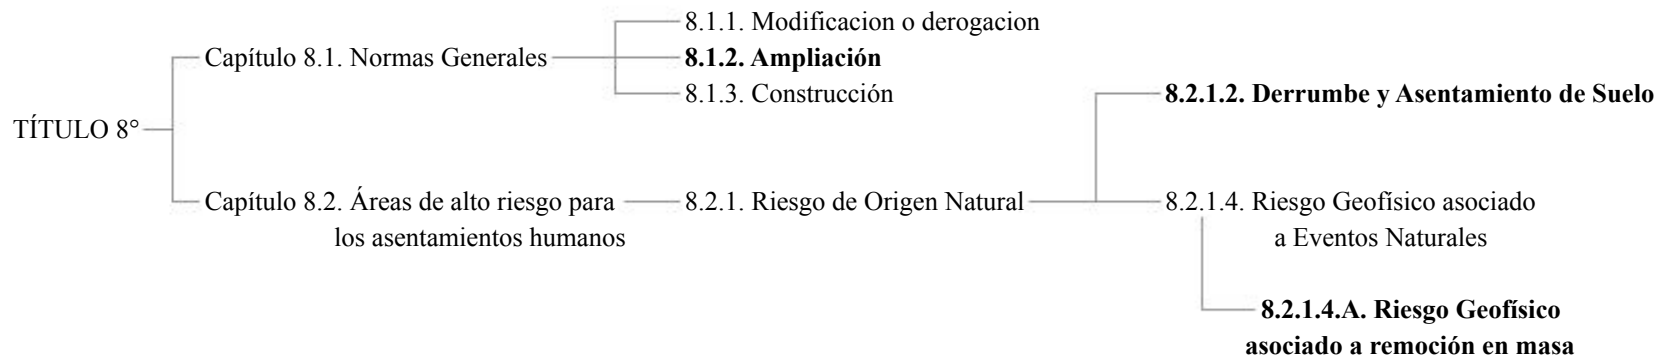 TÍTULO 8°
Capítulo 8.1. Normas Generales
8.1.1. Modificacion o derogacion
8.1.2. Ampliación
8.1.3. Construcción
Capítulo 8.2. Áreas de alto riesgo para
los asentamientos humanos
8.2.1. Riesgo de Origen Natural
8.2.1.2. Derrumbe y Asentamiento de Suelo
8.2.1.4. Riesgo Geofísico asociado
a Eventos Naturales
8.2.1.4.A. Riesgo Geofísico
asociado a remoción en masa